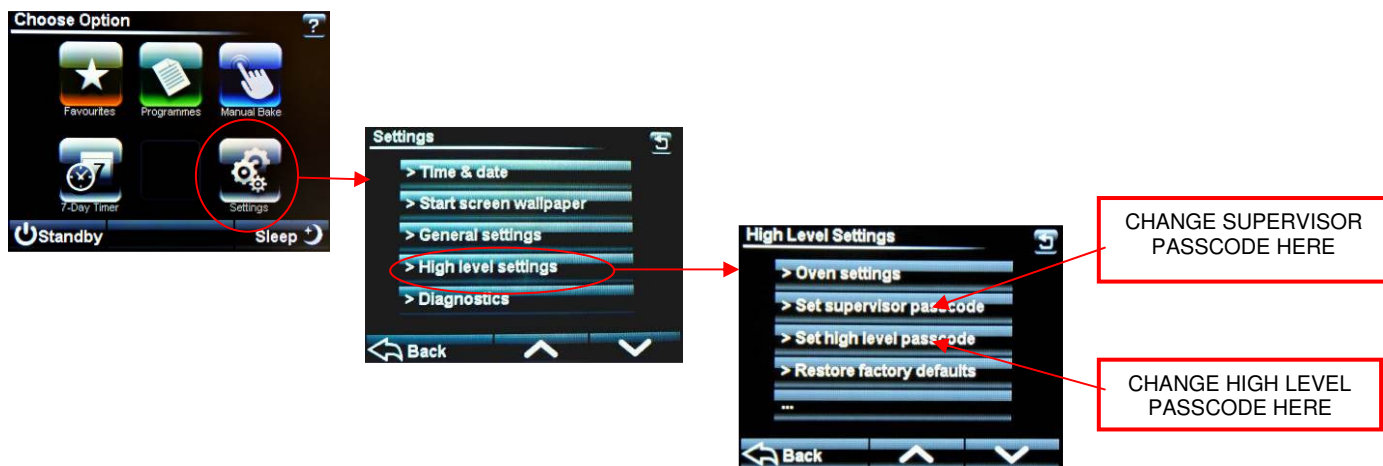 Choose Option
?
Favourites
Programmes
Manual Bake
7
7-Day Timer
Settings
Standby
Sleep
Settings
> Time & date
> Start screen wallpaper
> General settings
> High level settings
> Diagnostics
Back
High Level Settings
> Oven settings
> Set supervisor passcode
> Set high level passcode
> Restore factory defaults
...
Back
CHANGE SUPERVISOR
PASSCODE HERE
CHANGE HIGH LEVEL
PASSCODE HERE